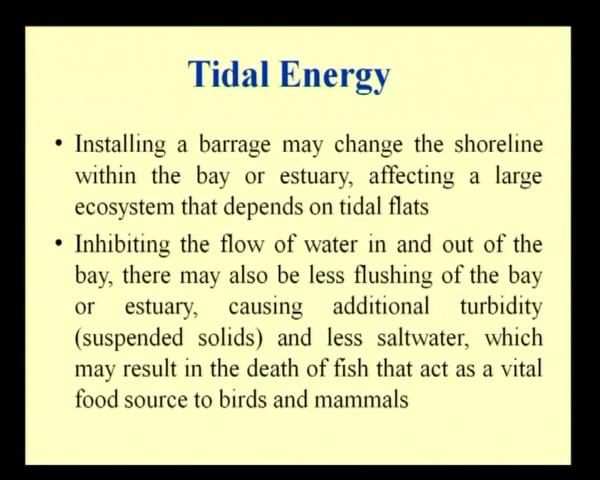 Tidal Energy
• Installing a barrage may change the shoreline
within the bay or estuary, affecting a large
ecosystem that depends on tidal flats
• Inhibiting the flow of water in and out of the
bay, there may also be less flushing of the bay
or estuary, causing additional turbidity
(suspended solids) and less saltwater, which
may result in the death of fish that act as a vital
food source to birds and mammals